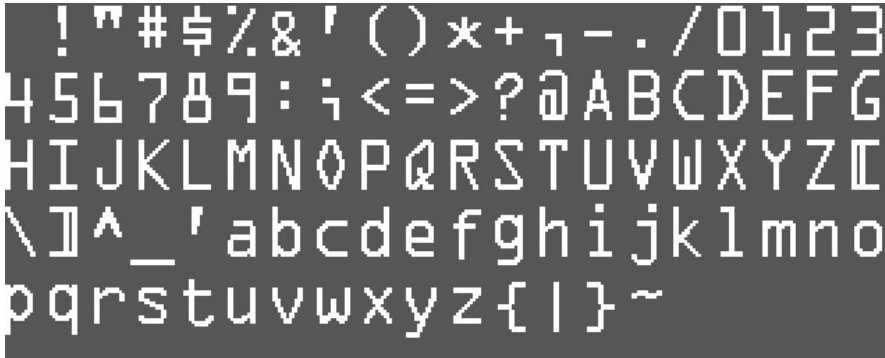 !"#$%&'()*+,-./0123
456789:;<=>?@ABCDEFG
HIJKLMNOPQRSTUVWXYZ[
\]^_'abcdefghijklmno
pqrstuvwxyz{|}~